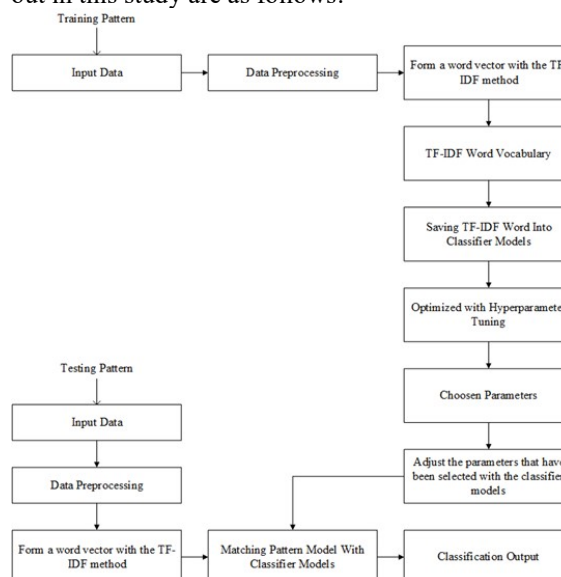 out in this study are as follows:
Training Pattern
Input Data
Data Preprocessing
Form a word vector with the TF-
IDF method
TF-IDF Word Vocabulary
Saving TF-IDF Word Into
Classifier Models
Optimized with Hyperparameter
Tuning
Choosen Parameters
Adjust the parameters that have
been selected with the classifier
models
Testing Pattern
Input Data
Data Preprocessing
Form a word vector with the TF-
IDF method
Matching Pattern Model With
Classifier Models
Classification Output